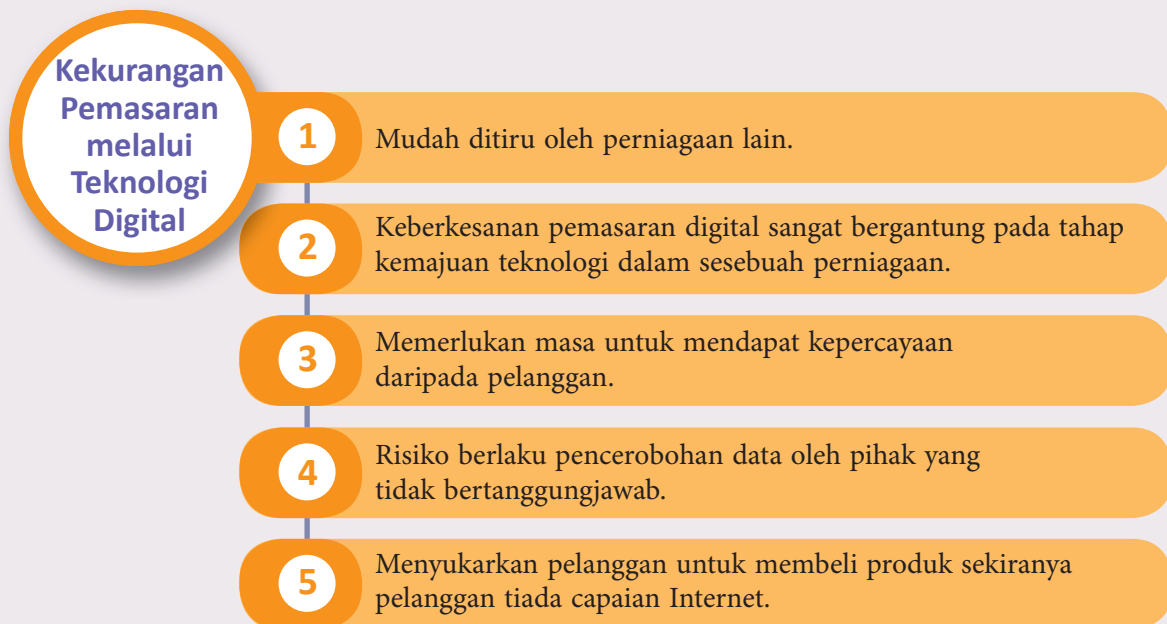 Kekurangan
Pemasaran
melalui
Teknologi
Digital
1
Mudah ditiru oleh perniagaan lain.
2
Keberkesanan pemasaran digital sangat bergantung pada tahap
kemajuan teknologi dalam sesebuah perniagaan.
3
Memerlukan masa untuk mendapat kepercayaan
daripada pelanggan.
4
Risiko berlaku pencerobohan data oleh pihak yang
tidak bertanggungjawab.
5
Menyukarkan pelanggan untuk membeli produk sekiranya
pelanggan tiada capaian Internet.